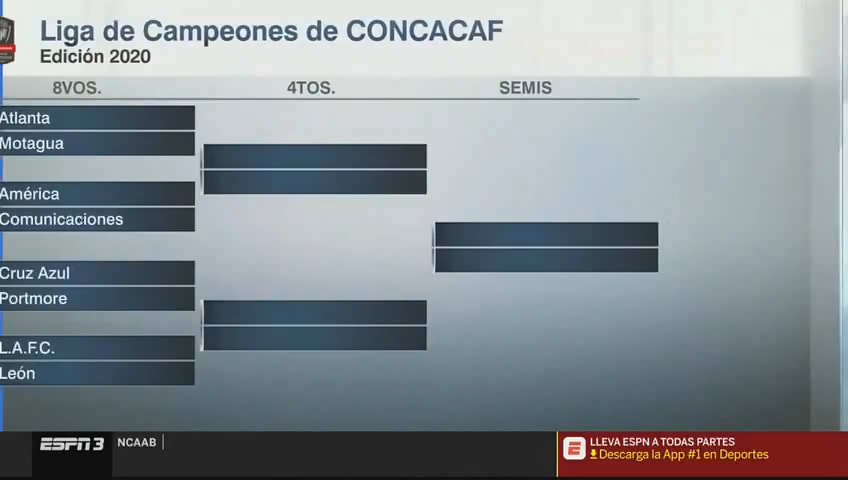 Liga de Campeones de CONCACAF
Edición 2020
8VOS.
4TOS.
SEMIS
Atlanta
Motagua
América
Comunicaciones
Cruz Azul
Portmore
L.A.F.C.
León
ESPN 3
NCAAB
LLEVA ESPN A TODAS PARTES
Descarga la App #1 en Deportes